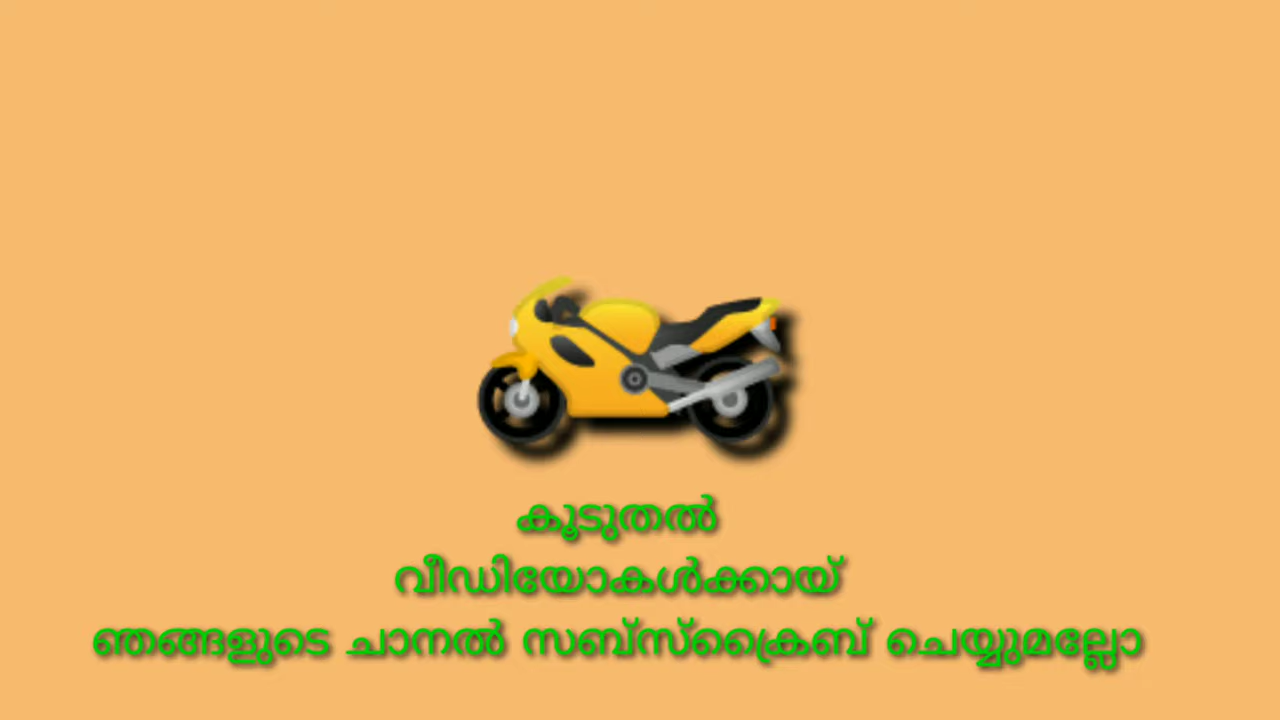 കൂടുതൽ
വീഡിയോകൾക്കായ്
ഞങ്ങളുടെ ചാനൽ സബ്സ്ക്രൈബ് ചെയ്യുമല്ലോ